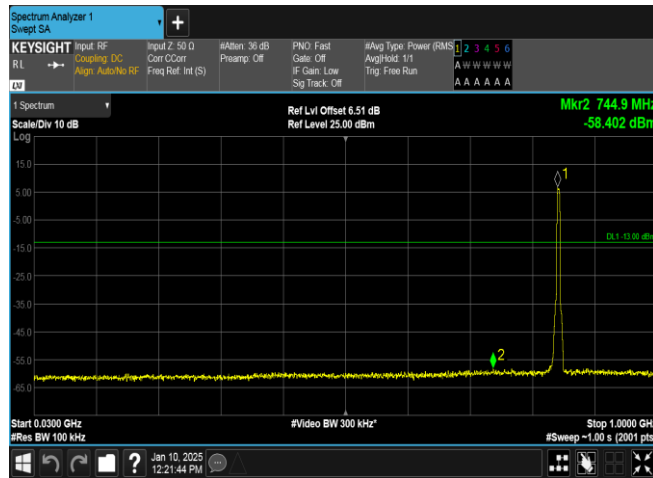 Spectrum Analyzer 1
Swept SA
KEYSIGHT Input: RF Input Z: 50 Ω #Atten: 36 dB PNO: Fast #Avg Type: Power (RMS 1 2 3 4 5 6
RL Coupling: DC Corr CCorr Preamp: Off Gate: Off Avg|Hold: 1/1 A W W W W W
Align: Auto/No RF Freq Ref: Int (S) IF Gain: Low Trig: Free Run
LXI Sig Track: Off A A A A A A
1 Spectrum Ref Lvl Offset 6.51 dB Mkr2 744.9 MHz
Scale/Div 10 dB Ref Level 25.00 dBm -58.402 dBm
Log
15.0
1
5.00
-5.00
DL1 -13.00 dBm
-15.0
-25.0
-35.0
-45.0
2
-55.0
-65.0
Start 0.0300 GHz #Video BW 300 kHz* Stop 1.0000 GHz
#Res BW 100 kHz #Sweep ~1.00 s (2001 pts
Jan 10, 2025
12:21:44 PM